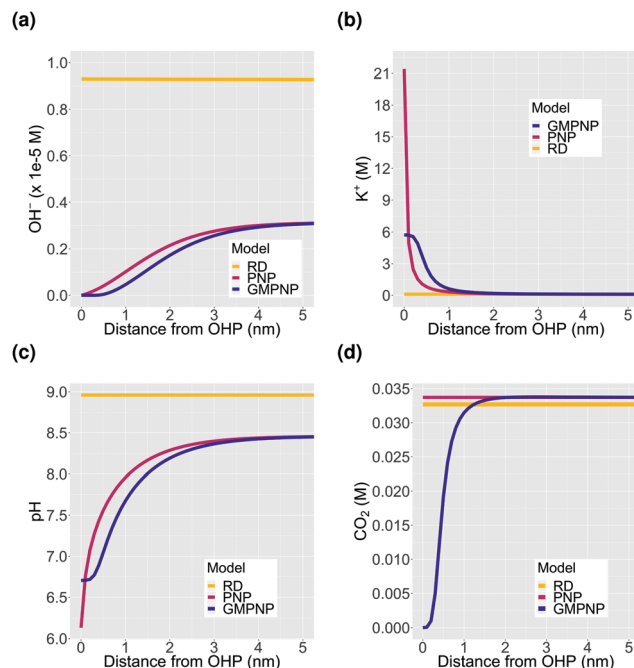 (a)
1.0
0.8
0.6
0.4
0.2
0.0
OH⁻ (x 1e-5 M)
Model
RD
PNP
GMPNP
0 1 2 3 4 5
Distance from OHP (nm)
(b)
21
18
15
12
9
6
3
0
K⁺ (M)
Model
GMPNP
PNP
RD
0 1 2 3 4 5
Distance from OHP (nm)
(c)
9.0
8.5
8.0
7.5
7.0
6.5
6.0
pH
Model
RD
PNP
GMPNP
0 1 2 3 4 5
Distance from OHP (nm)
(d)
0.035
0.030
0.025
0.020
0.015
0.010
0.005
0.000
CO₂ (M)
Model
RD
PNP
GMPNP
0 1 2 3 4 5
Distance from OHP (nm)